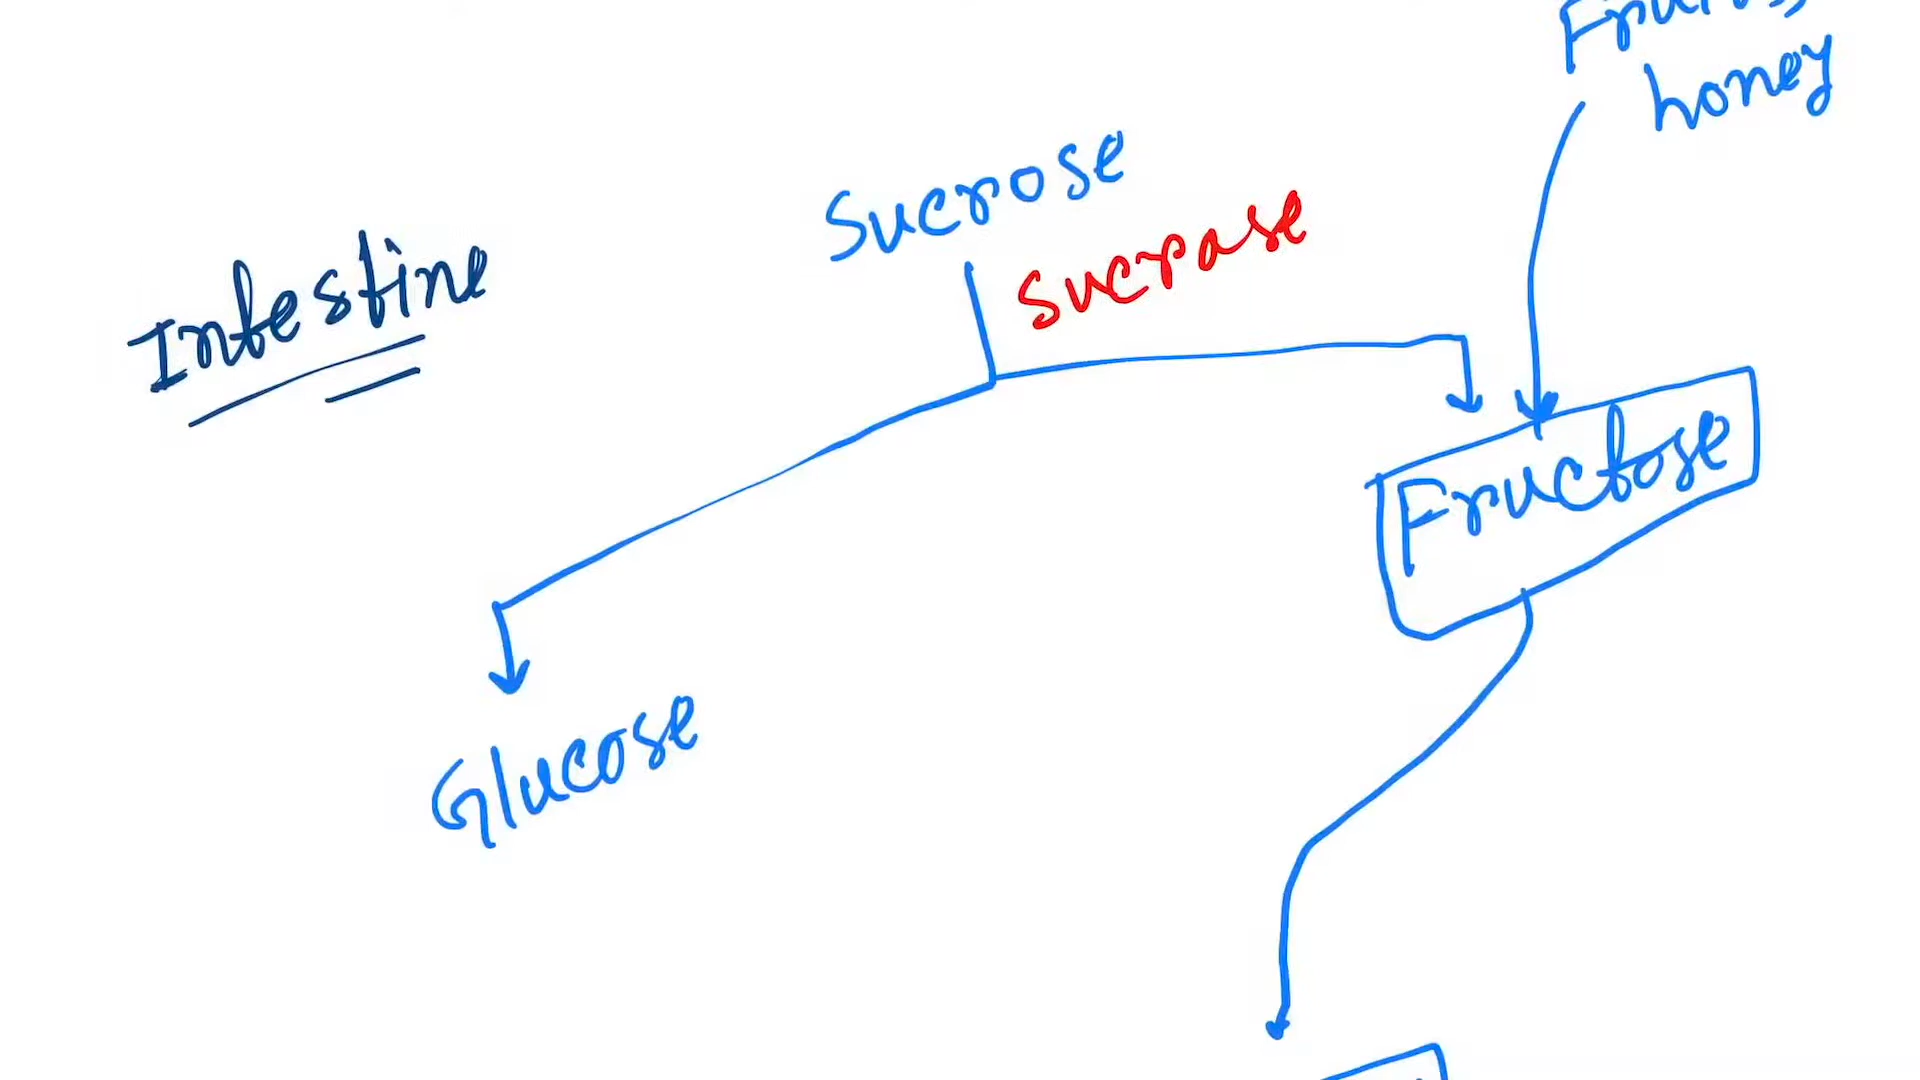 honey
Sucrose
Sucrase
Intestine
Fructose
Glucose